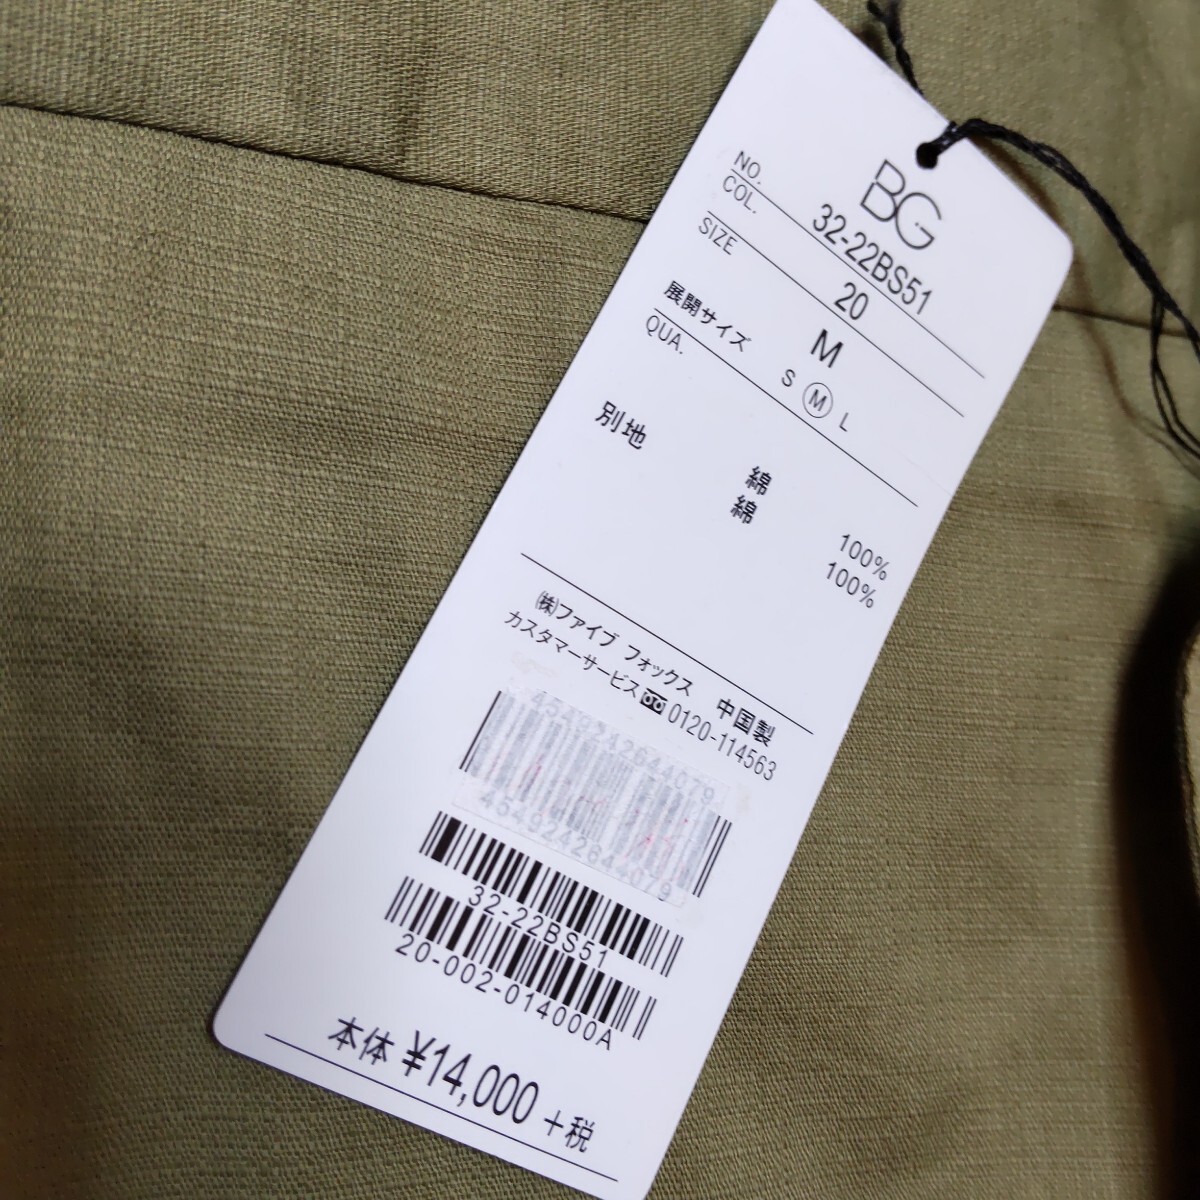 BG
NO. 32-22BS51
COL. 20
SIZE M
展開サイズ S M L
QUA.
綿 100%
別地 綿 100%
(株)ファイブ フォックス 中国製
カスタマーサービス 0120-114563
4549242644079
4549242644079
32-22BS51
20-002-014000A
本体 ¥14,000 +税